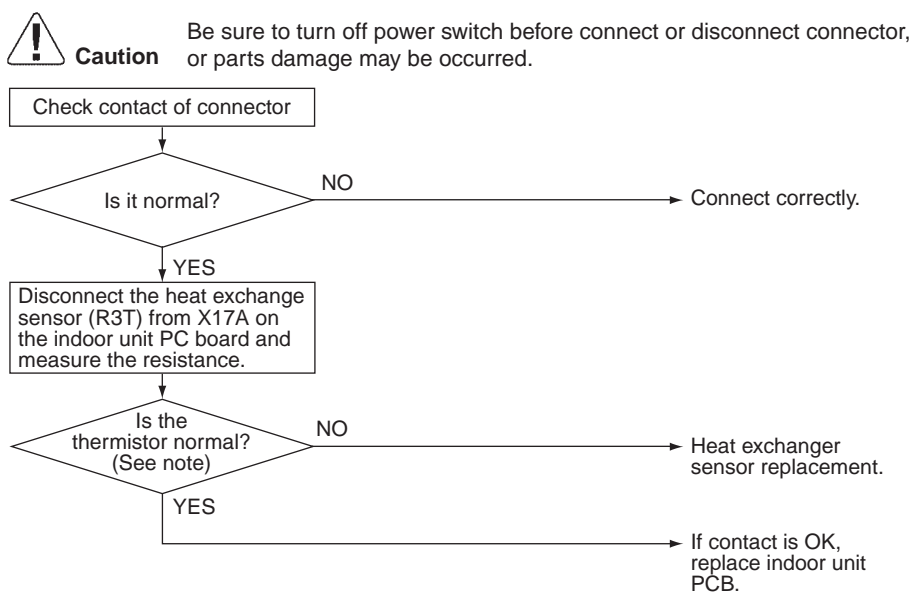 Caution
Be sure to turn off power switch before connect or disconnect connector,
or parts damage may be occurred.
Check contact of connector
Is it normal?
NO
Connect correctly.
YES
Disconnect the heat exchange
sensor (R3T) from X17A on
the indoor unit PC board and
measure the resistance.
Is the
thermistor normal?
(See note)
NO
Heat exchanger
sensor replacement.
YES
If contact is OK,
replace indoor unit
PCB.